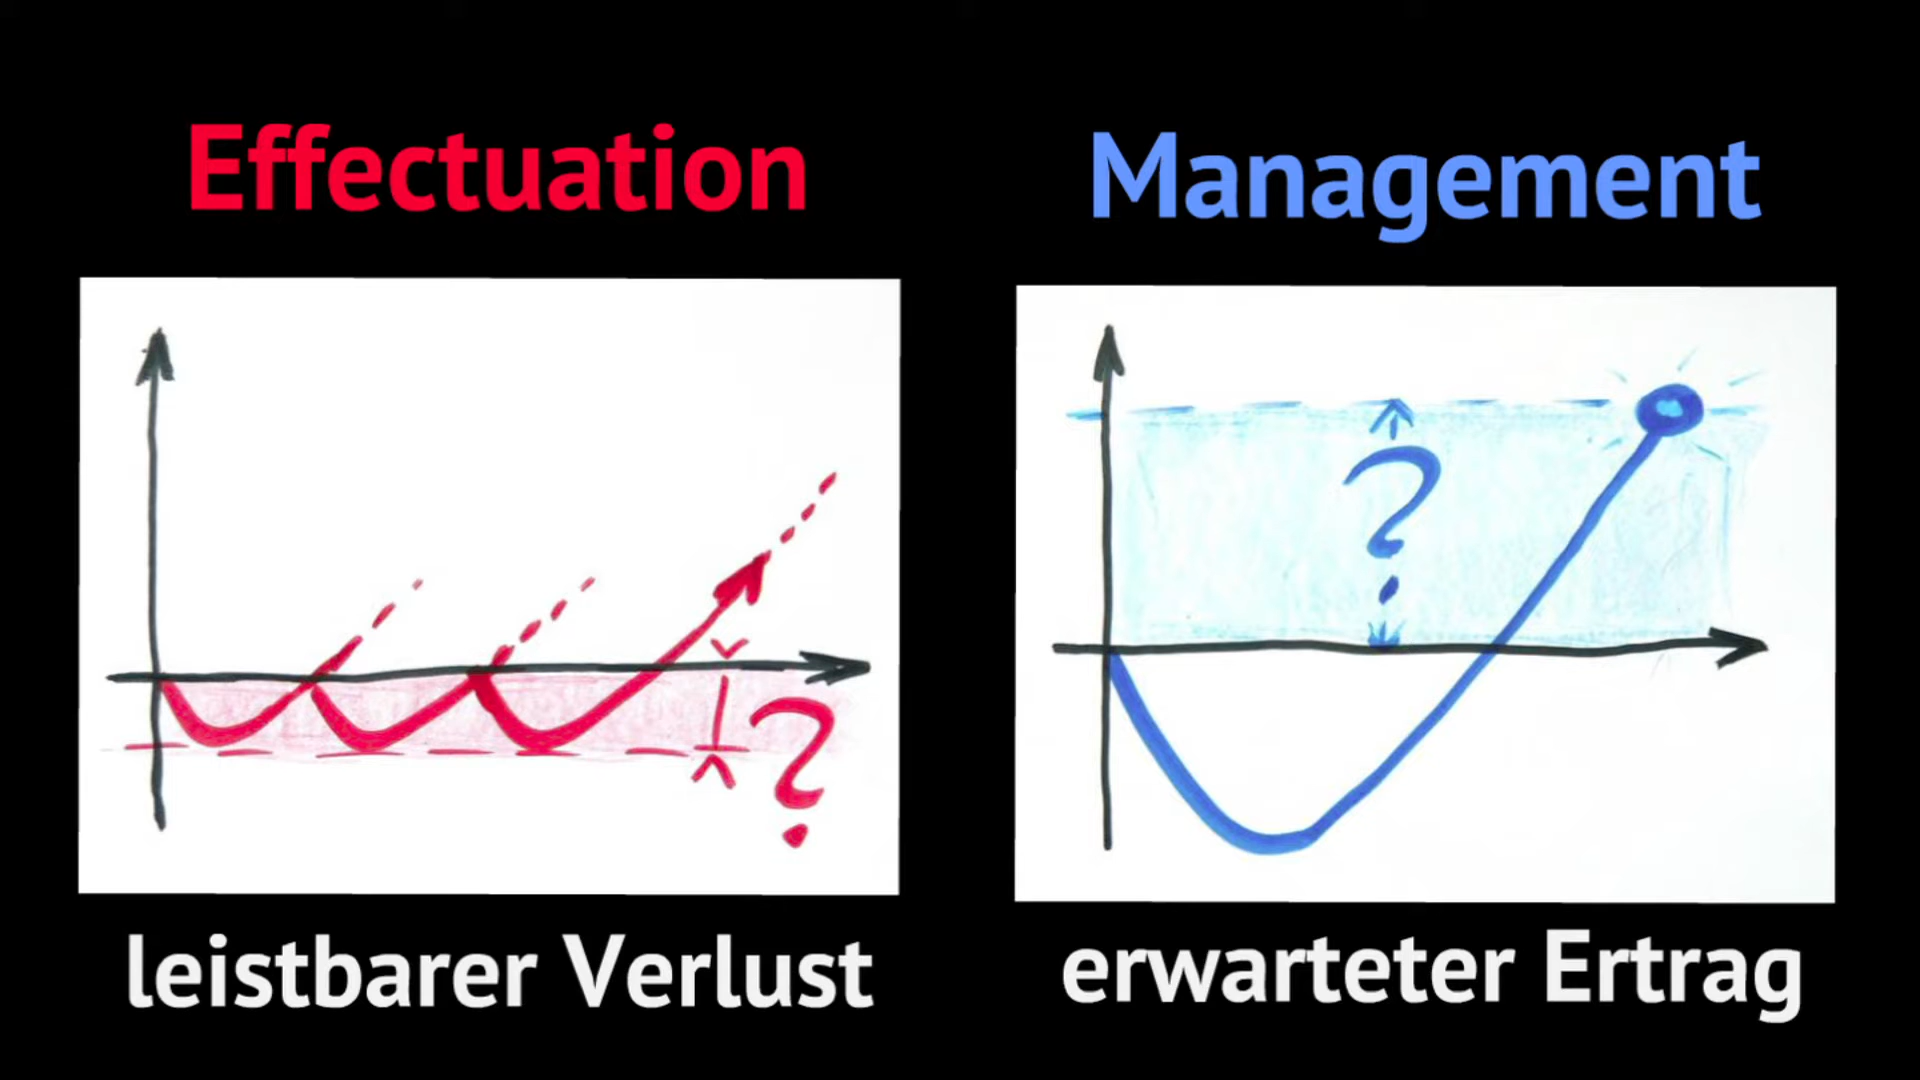 Effectuation
Management
?
?
leistbarer Verlust
erwarteter Ertrag